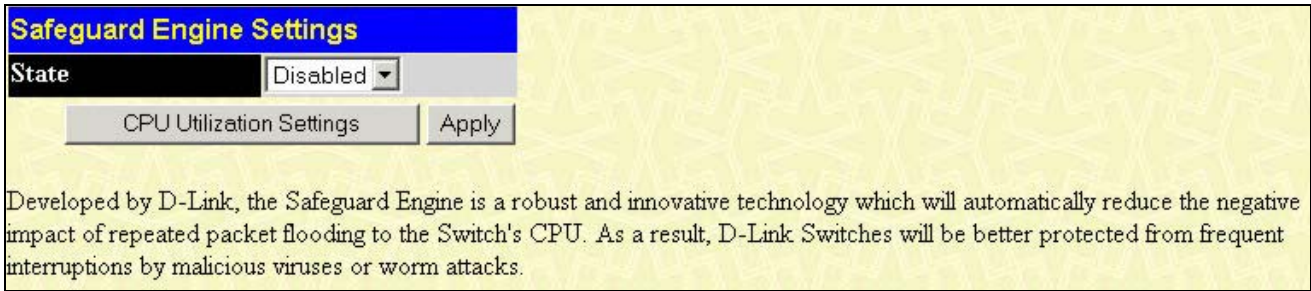 Safeguard Engine Settings
State Disabled
CPU Utilization Settings Apply
Developed by D-Link, the Safeguard Engine is a robust and innovative technology which will automatically reduce the negative
impact of repeated packet flooding to the Switch's CPU. As a result, D-Link Switches will be better protected from frequent
interruptions by malicious viruses or worm attacks.